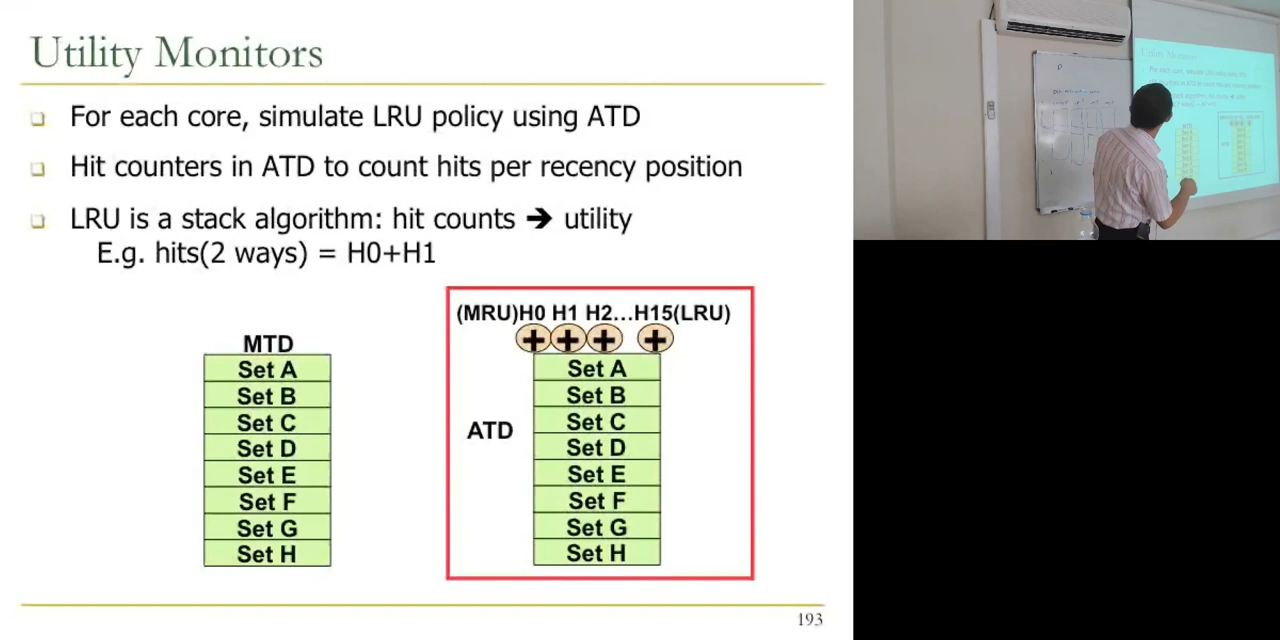 Utility Monitors
For each core, simulate LRU policy using ATD
Hit counters in ATD to count hits per recency position
LRU is a stack algorithm: hit counts ➔ utility
E.g. hits(2 ways) = H0+H1
MTD
Set A
Set B
Set C
Set D
Set E
Set F
Set G
Set H
(MRU)H0 H1 H2...H15(LRU)
+ + + +
ATD
Set A
Set B
Set C
Set D
Set E
Set F
Set G
Set H
193